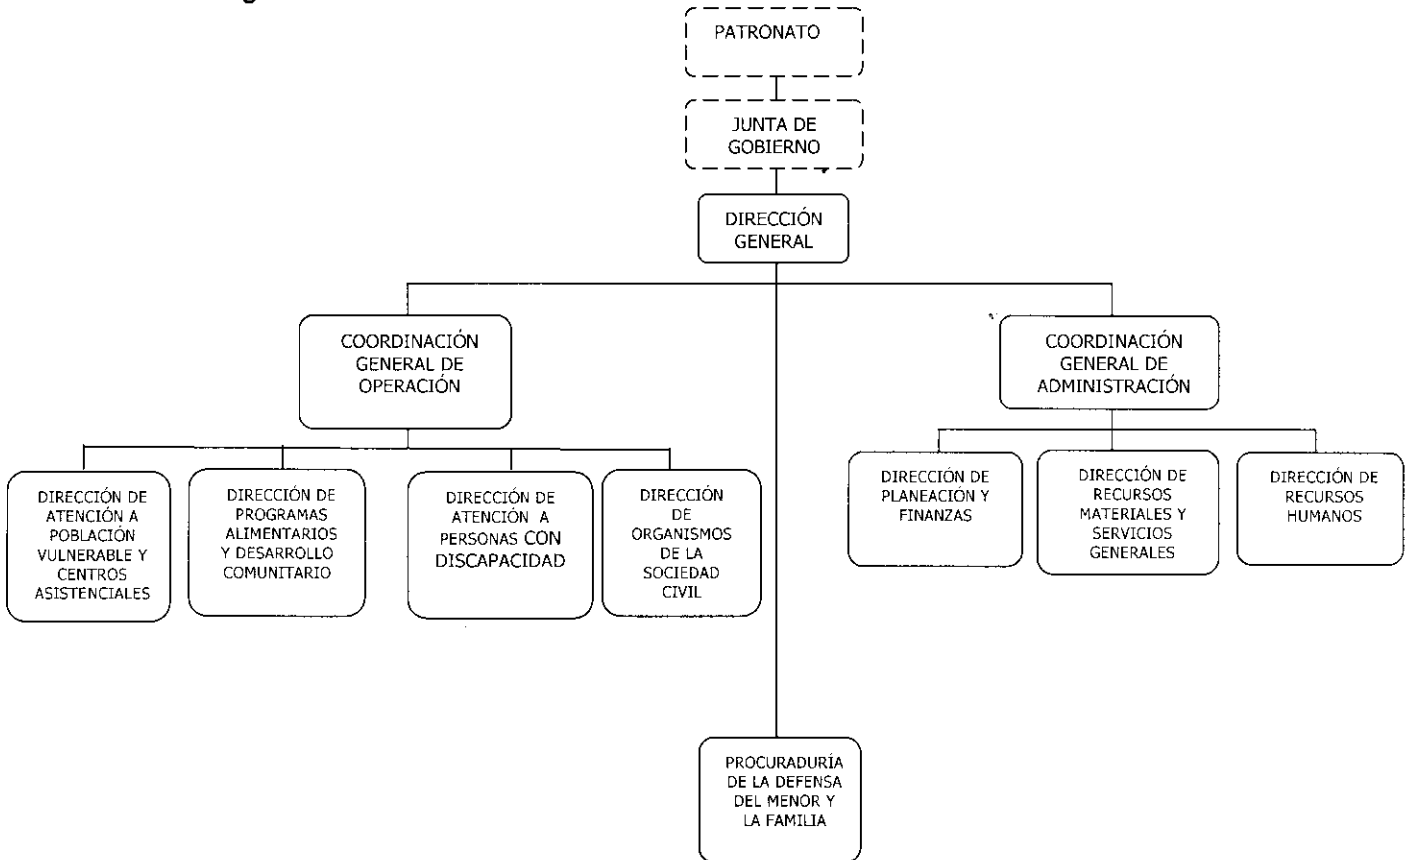 PATRONATO
JUNTA DE
GOBIERNO
DIRECCIÓN
GENERAL
COORDINACIÓN
GENERAL DE
OPERACIÓN
COORDINACIÓN
GENERAL DE
ADMINISTRACIÓN
DIRECCIÓN DE
ATENCIÓN A
POBLACIÓN
VULNERABLE Y
CENTROS
ASISTENCIALES
DIRECCIÓN DE
PROGRAMAS
ALIMENTARIOS
Y DESARROLLO
COMUNITARIO
DIRECCIÓN DE
ATENCIÓN A
PERSONAS CON
DISCAPACIDAD
DIRECCIÓN
DE
ORGANISMOS
DE LA
SOCIEDAD
CIVIL
DIRECCIÓN DE
PLANEACIÓN Y
FINANZAS
DIRECCIÓN DE
RECURSOS
MATERIALES Y
SERVICIOS
GENERALES
DIRECCIÓN DE
RECURSOS
HUMANOS
PROCURADURÍA
DE LA DEFENSA
DEL MENOR Y
LA FAMILIA